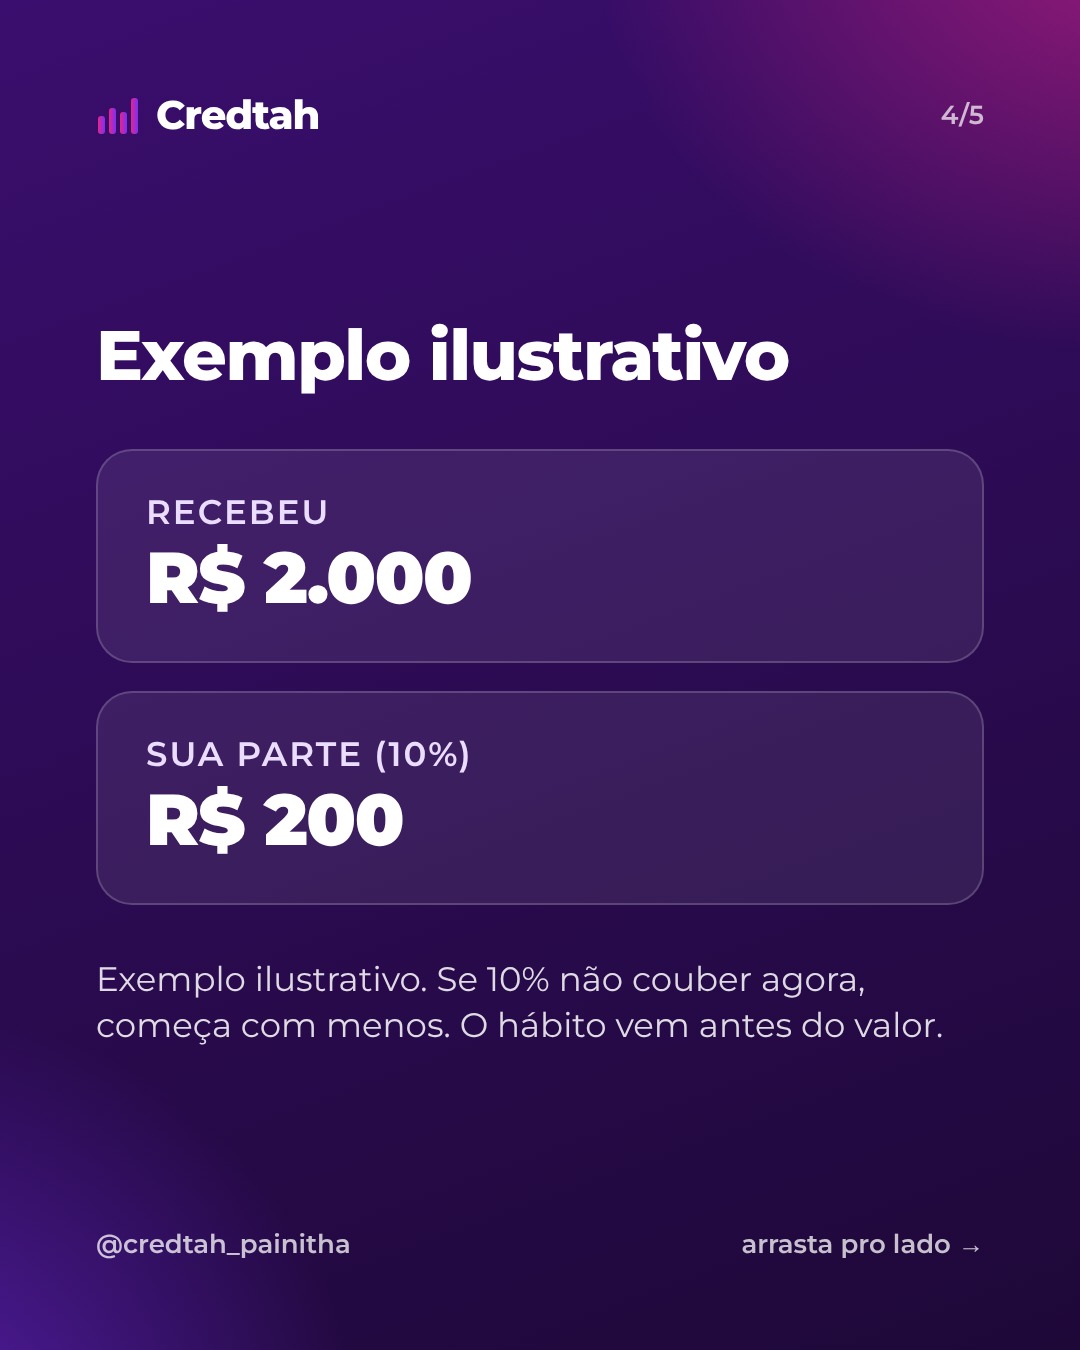 Credtah
4/5
Exemplo ilustrativo
RECEBEU
R$ 2.000
SUA PARTE (10%)
R$ 200
Exemplo ilustrativo. Se 10% não couber agora,
começa com menos. O hábito vem antes do valor.
@credtah_painitha
arrasta pro lado →